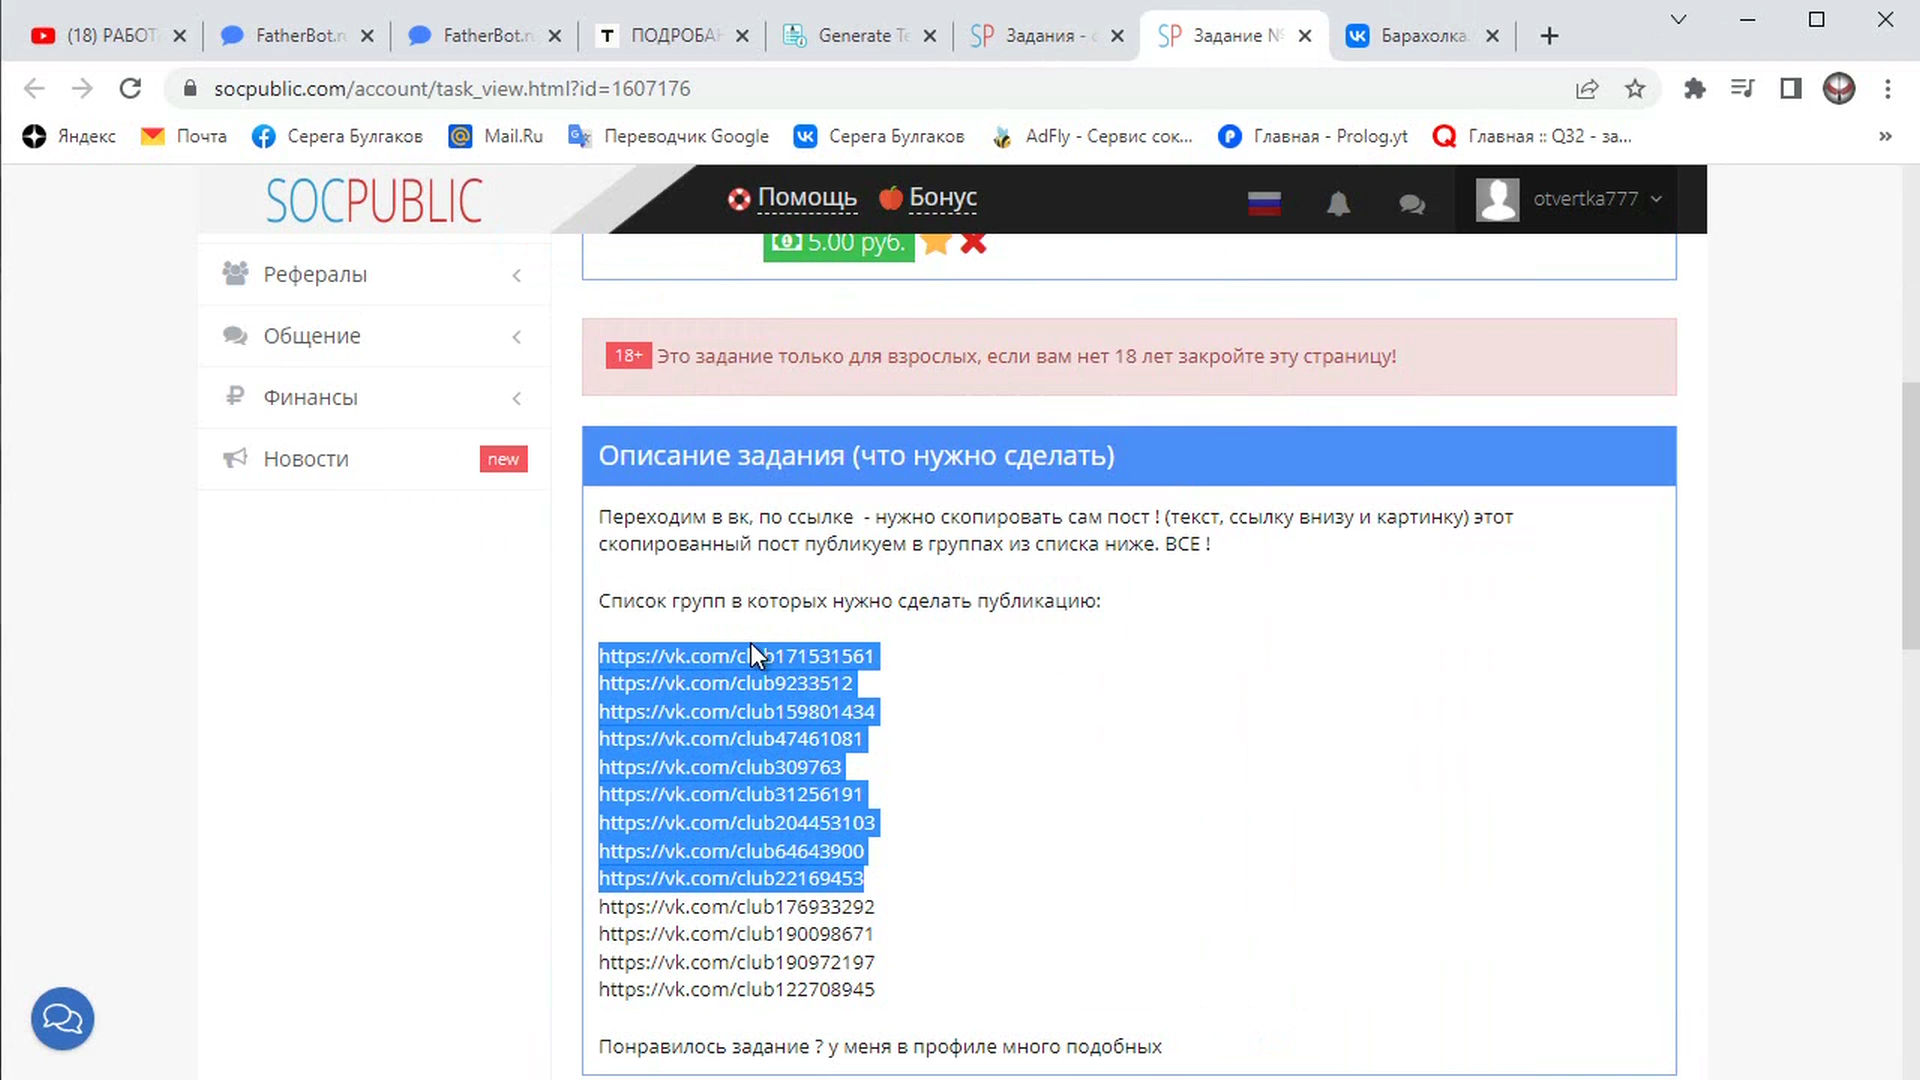 (18) РАБОТ
FatherBot.r
FatherBot.r
ПОДРОБА
Generate Te
Задания - с
Задание №
Барахолка
socpublic.com/account/task_view.html?id=1607176
Яндекс
Почта
Серега Булгаков
Mail.Ru
Переводчик Google
Серега Булгаков
AdFly - Сервис сок...
Главная - Prolog.yt
Главная :: Q32 - за...
SOCPUBLIC
Помощь
Бонус
otvertka777
5.00 руб.
Рефералы
Общение
Финансы
Новости
new
18+ Это задание только для взрослых, если вам нет 18 лет закройте эту страницу!
Описание задания (что нужно сделать)
Переходим в вк, по ссылке - нужно скопировать сам пост ! (текст, ссылку внизу и картинку) этот
скопированный пост публикуем в группах из списка ниже. ВСЕ !
Список групп в которых нужно сделать публикацию:
https://vk.com/club171531561
https://vk.com/club9233512
https://vk.com/club159801434
https://vk.com/club47461081
https://vk.com/club309763
https://vk.com/club31256191
https://vk.com/club204453103
https://vk.com/club64643900
https://vk.com/club22169453
https://vk.com/club176933292
https://vk.com/club190098671
https://vk.com/club190972197
https://vk.com/club122708945
Понравилось задание ? у меня в профиле много подобных